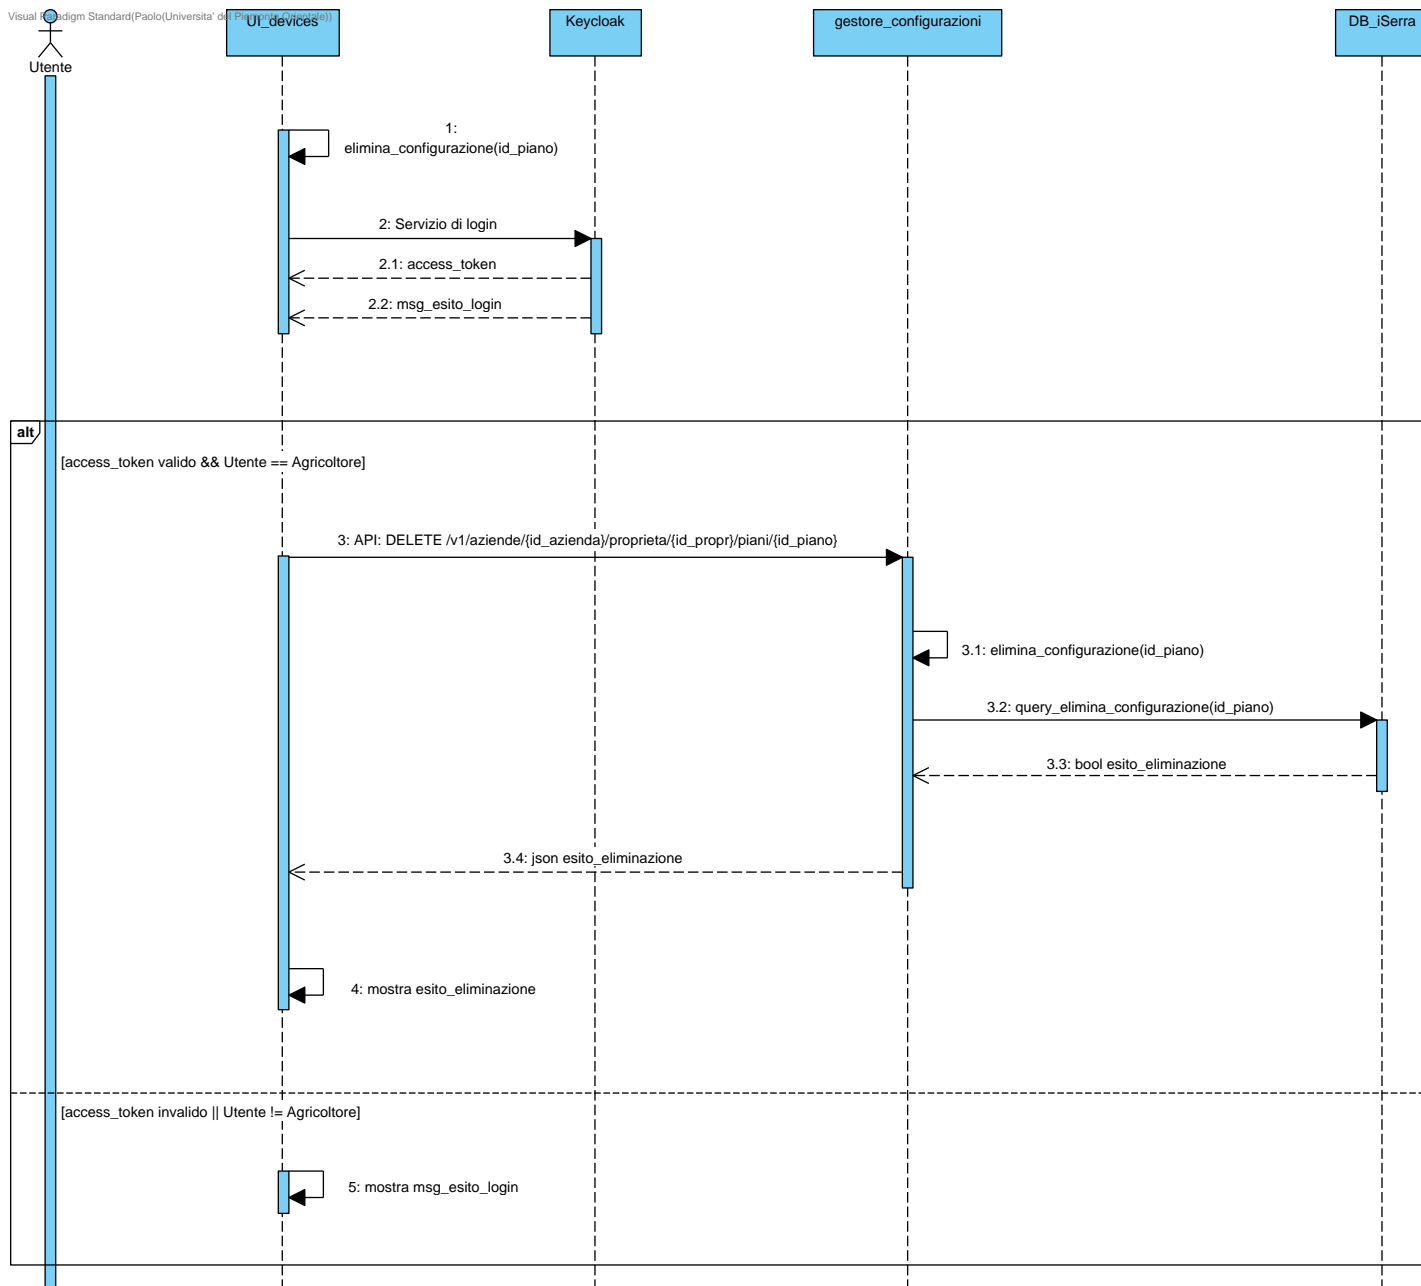 Visual Paradigm Standard(Paolo(Universita' del Piemonte Orientale))
UI_devices
Keycloak
gestore_configurazioni
DB_iSerra
Utente
1:
elimina_configurazione(id_piano)
2: Servizio di login
2.1: access_token
2.2: msg_esito_login
alt
[access_token valido && Utente == Agricoltore]
3: API: DELETE /v1/aziende/{id_azienda}/proprieta/{id_propr}/piani/{id_piano}
3.1: elimina_configurazione(id_piano)
3.2: query_elimina_configurazione(id_piano)
3.3: bool esito_eliminazione
3.4: json esito_eliminazione
4: mostra esito_eliminazione
[access_token invalido || Utente != Agricoltore]
5: mostra msg_esito_login